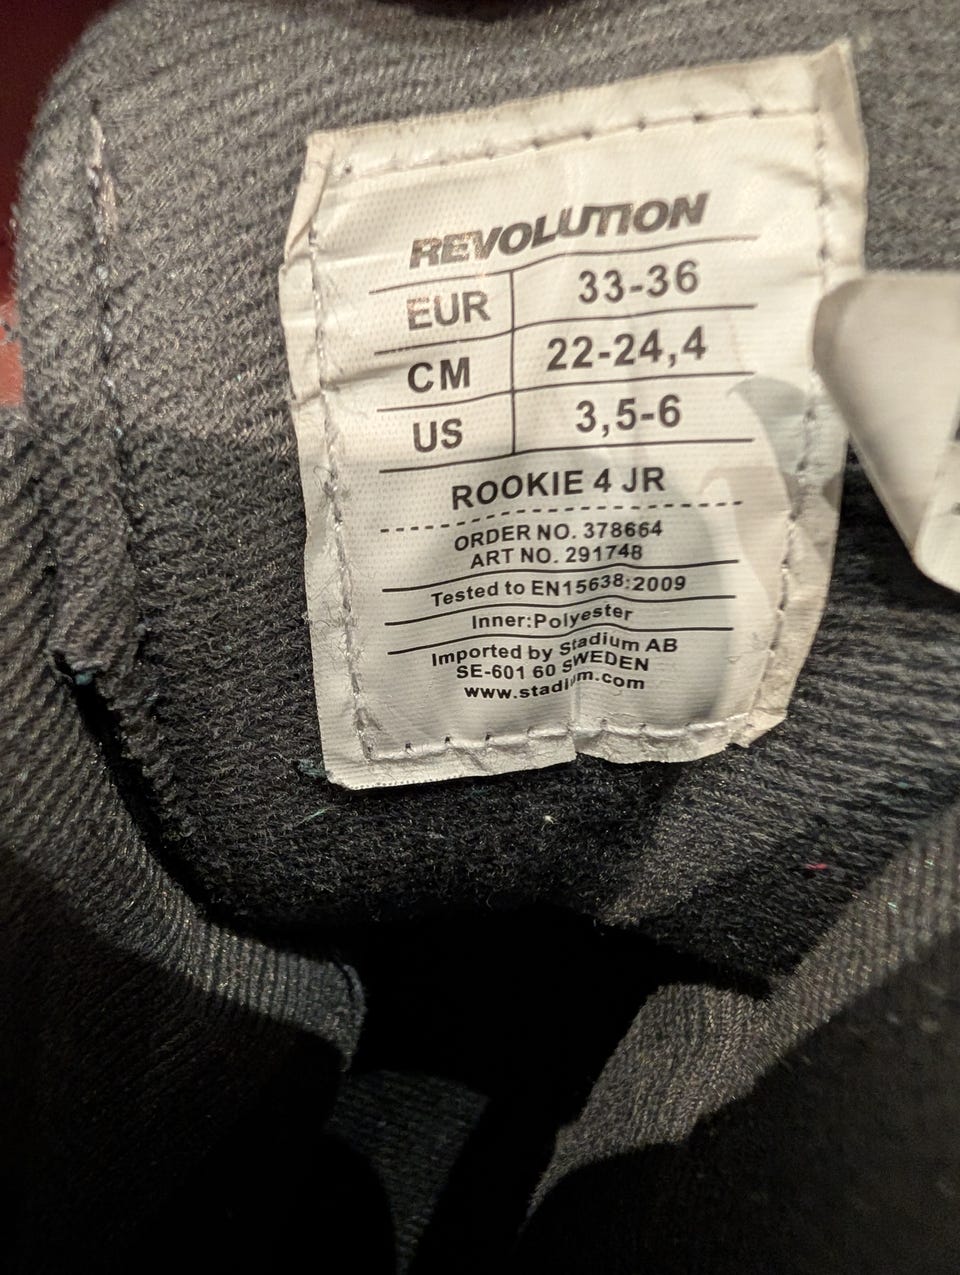 REVOLUTION
EUR 33-36
CM 22-24,4
US 3,5-6
ROOKIE 4 JR
ORDER NO. 378664
ART NO. 291748
Tested to EN15638:2009
Inner:Polyester
Imported by Stadium AB
SE-601 60 SWEDEN
www.stadium.com